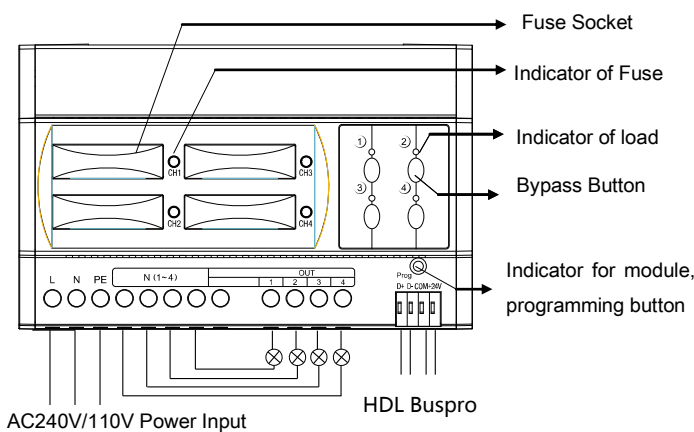 Fuse Socket
Indicator of Fuse
Indicator of load
Bypass Button
Indicator for module,
programming button
CH1
CH3
CH2
CH4
1)
2)
3)
4)
L N PE N (1~4) OUT
1 2 3 4
Prog
D+ D- COM +24V
AC240V/110V Power Input
HDL Buspro